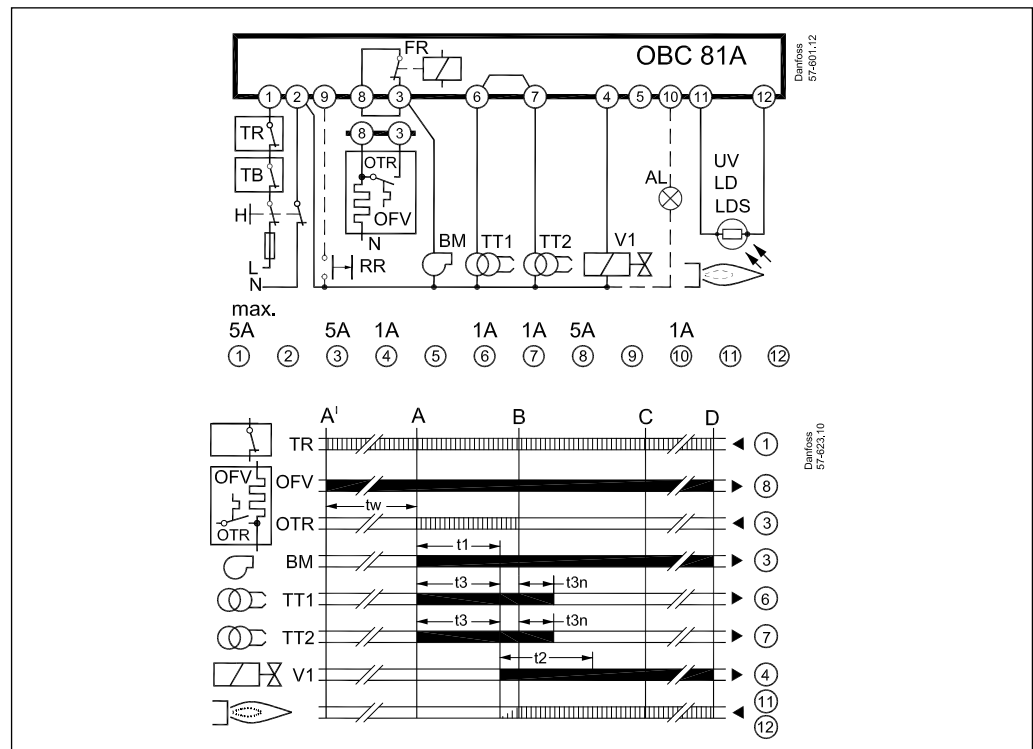 FR
OBC 81A
Danfoss
57-601.12
1 2 9 8 3 6 7 4 5 10 11 12
TR
8 3
OTR
TB
OFV
H
N
L
N
RR
BM TT1 TT2 V1
AL
UV
LD
LDS
max.
5A 5A 1A 1A 1A 5A 1A
1 2 3 4 5 6 7 8 9 10 11 12
A' A B C D
Danfoss
57-623,10
TR 1
OFV OFV 8
tw
OTR OTR 3
t1
BM 3
t3 t3n
TT1 6
t3 t3n
TT2 7
t2
V1 4
11
12